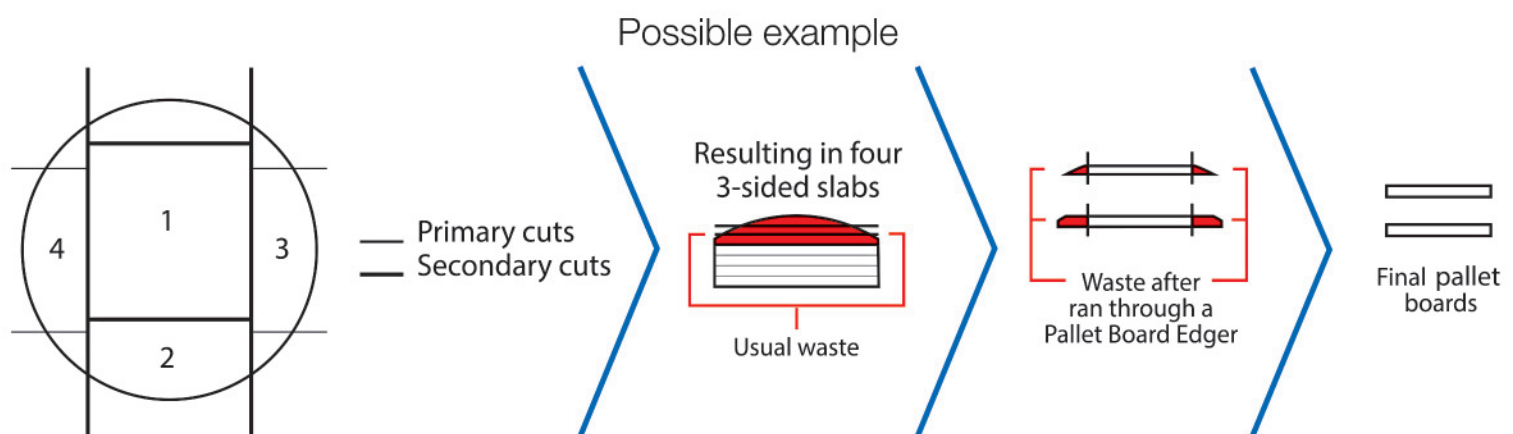 Possible example
1
4
3
2
Primary cuts
Secondary cuts
Resulting in four
3-sided slabs
Usual waste
Waste after
ran through a
Pallet Board Edger
Final pallet
boards